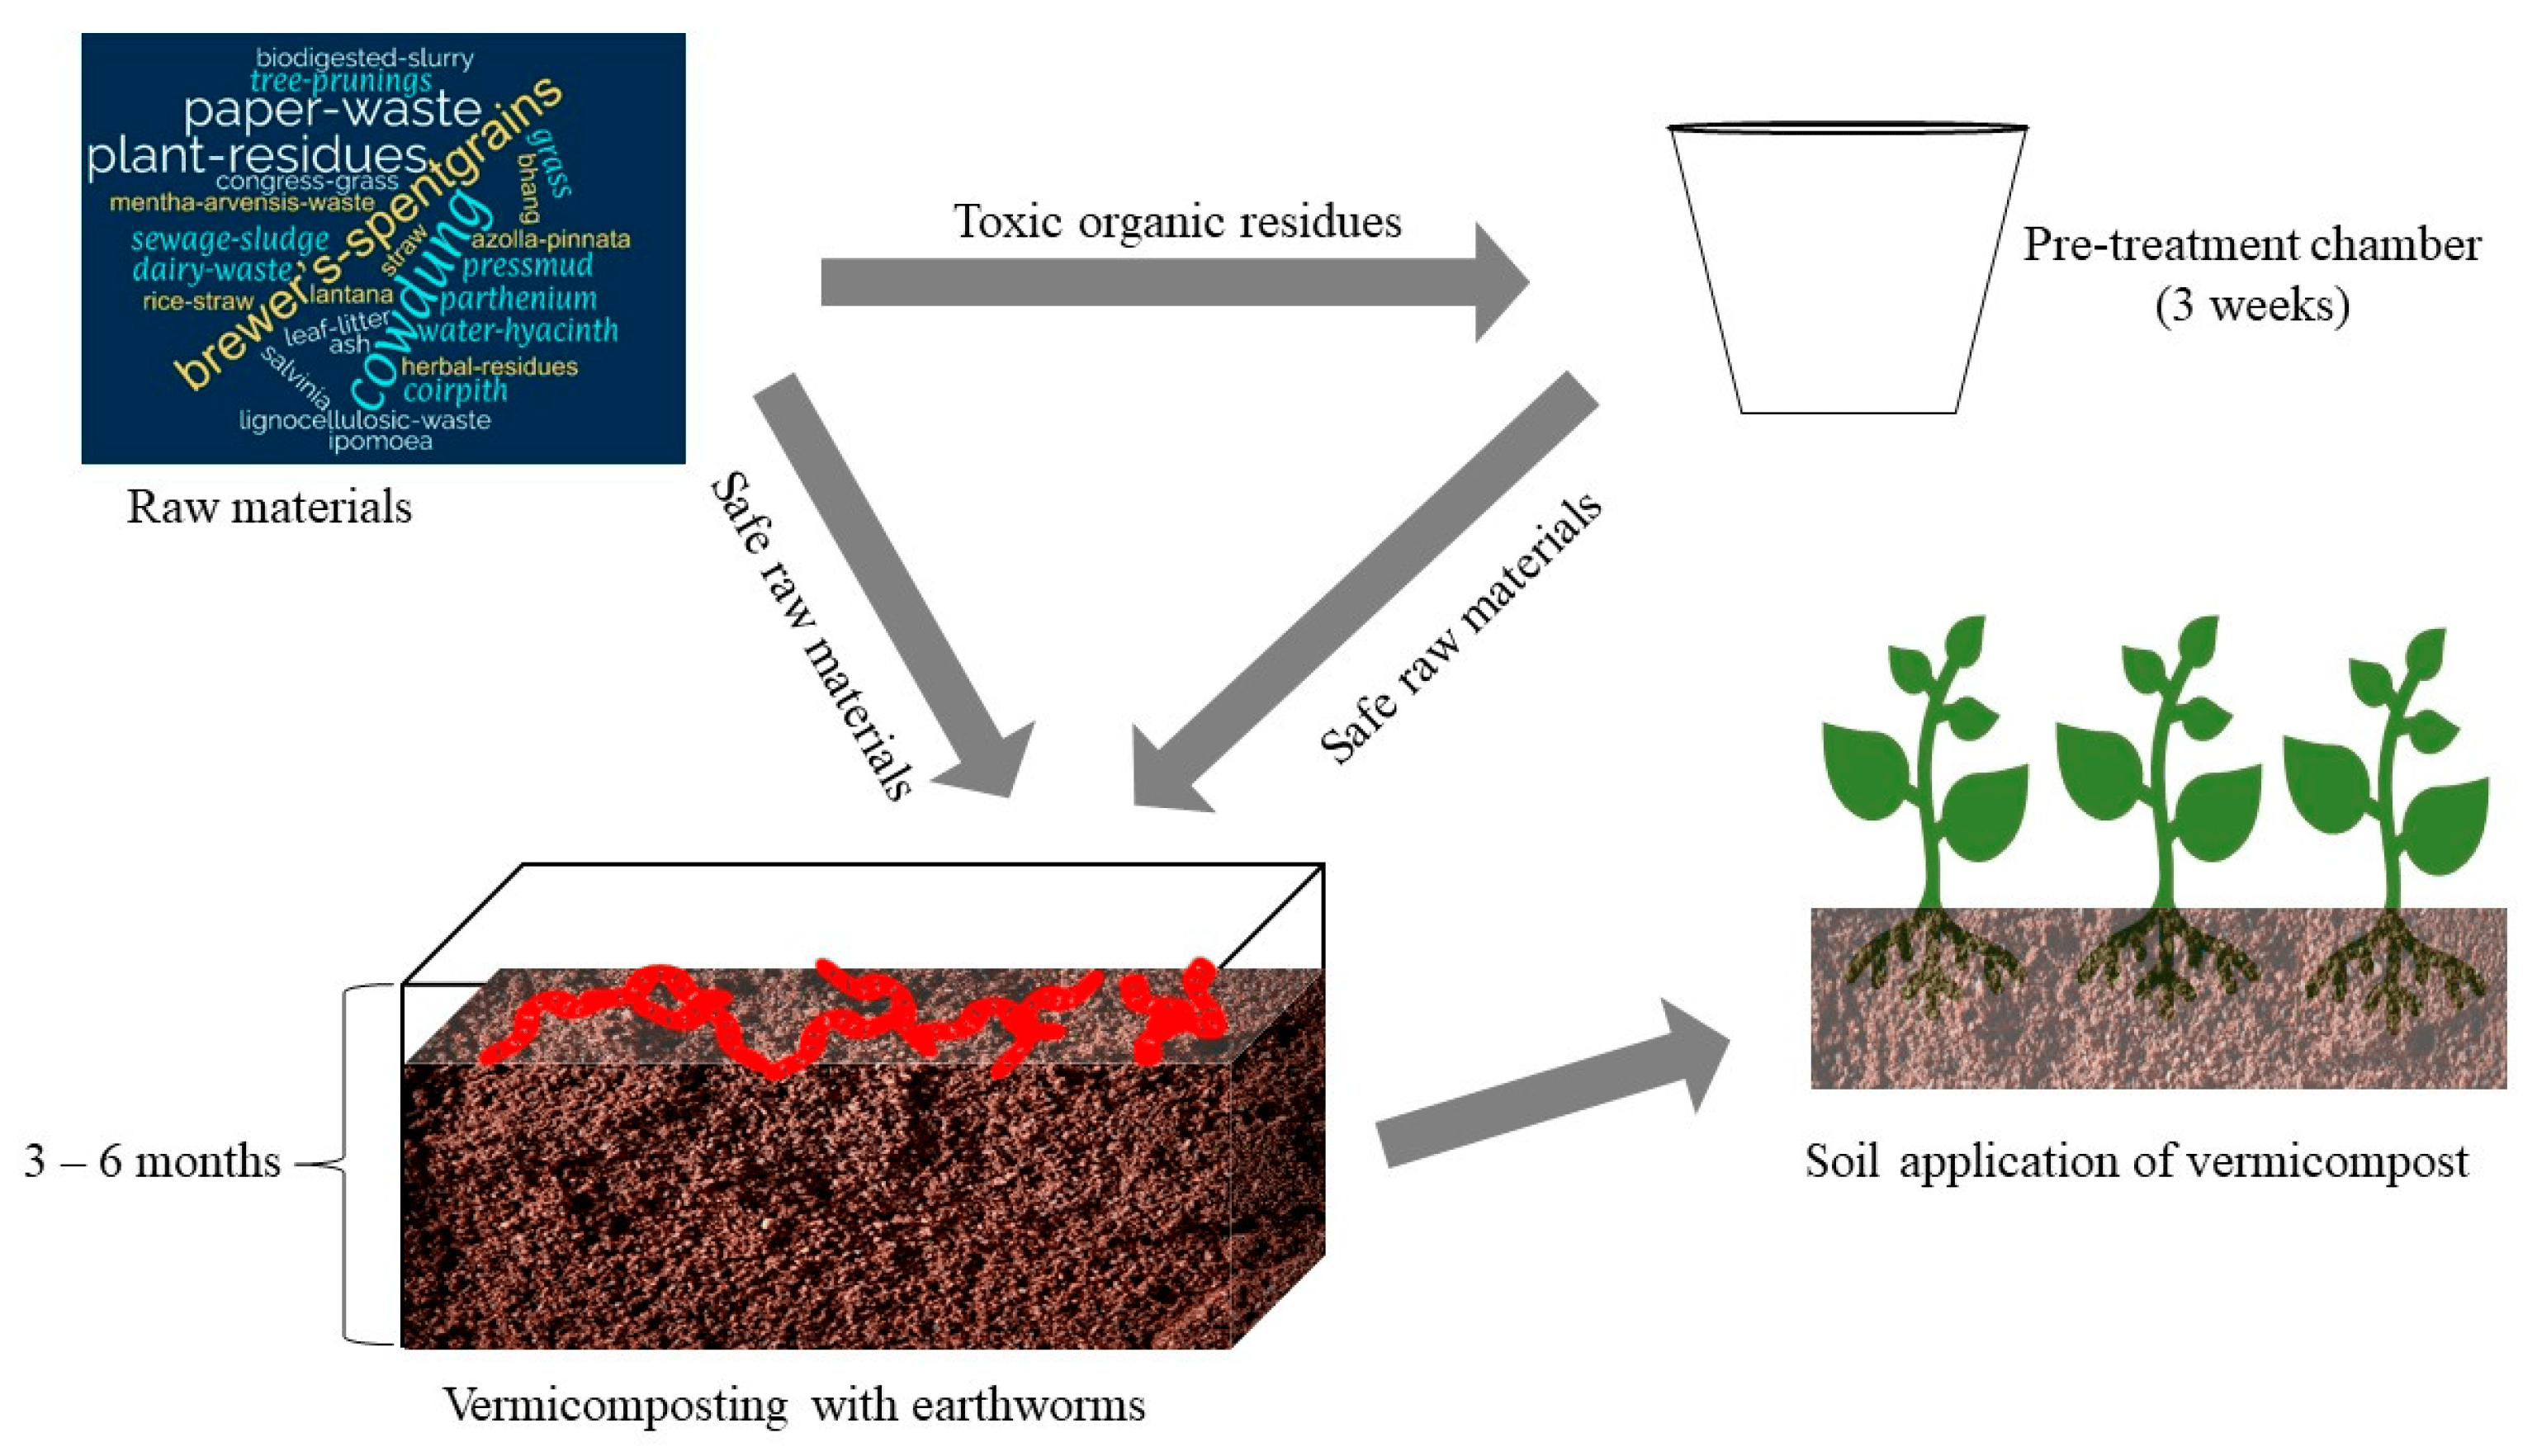 biodigested-slurry
tree-prunings
paper-waste
plant-residues
congress-grass
mentha-arvensis-waste
brewer's-spentgrains
grass
bhang
straw
cowdung
sewage-sludge
azolla-pinnata
dairy-waste
pressmud
rice-straw
lantana
parthenium
leaf-litter
water-hyacinth
ash
salvinia
herbal-residues
coirpith
lignocellulosic-waste
ipomoea
Raw materials
Toxic organic residues
Pre-treatment chamber
(3 weeks)
Safe raw materials
Safe raw materials
3 – 6 months
Vermicomposting with earthworms
Soil application of vermicompost